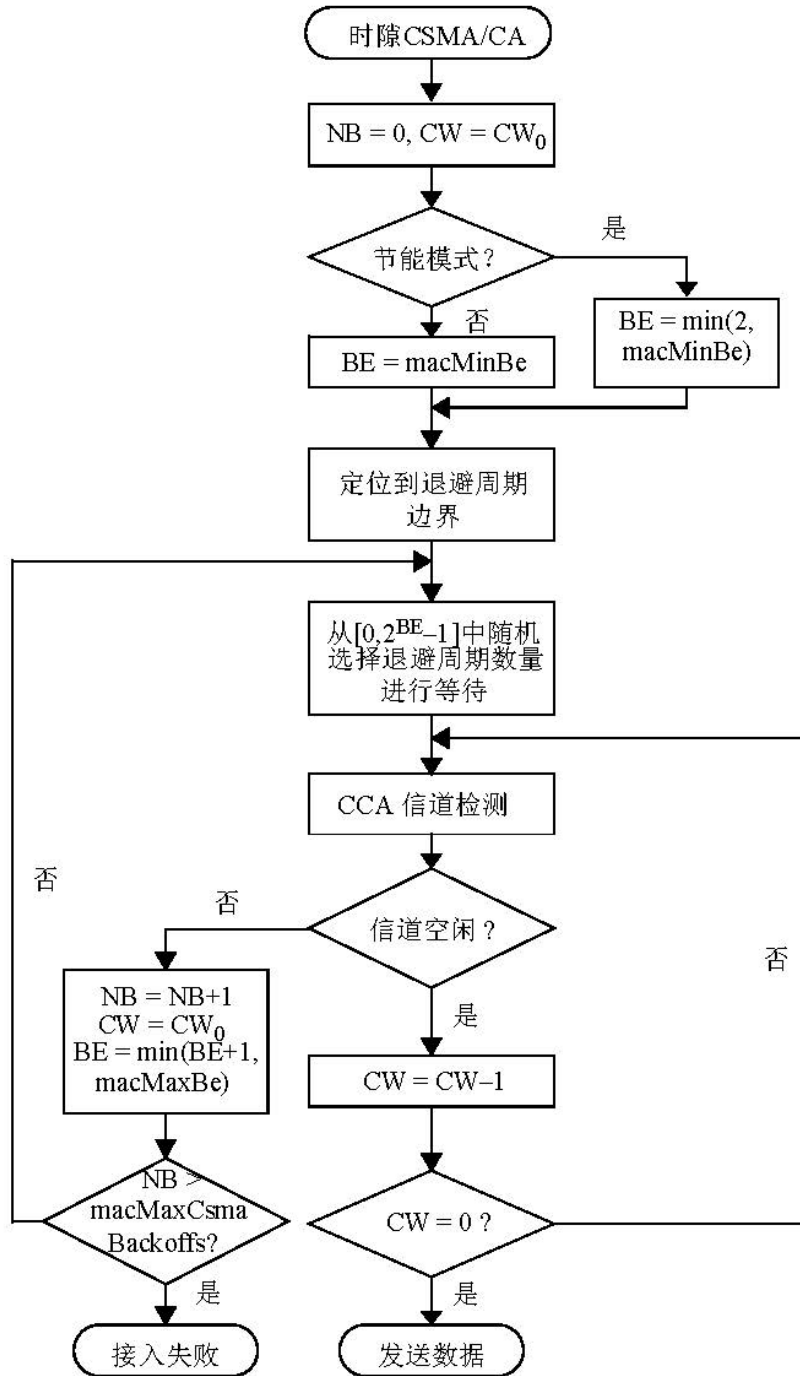 时隙CSMA/CA
NB = 0, CW = CW₀
节能模式?
是
否
BE = min(2,
macMinBe)
BE = macMinBe
定位到退避周期
边界
从[0,2ᴮᴱ–1]中随机
选择退避周期数量
进行等待
CCA 信道检测
否
否
信道空闲?
否
NB = NB+1
CW = CW₀
BE = min(BE+1,
macMaxBe)
是
CW = CW–1
NB >
macMaxCsma
Backoffs?
CW = 0 ?
是
是
接入失败
发送数据